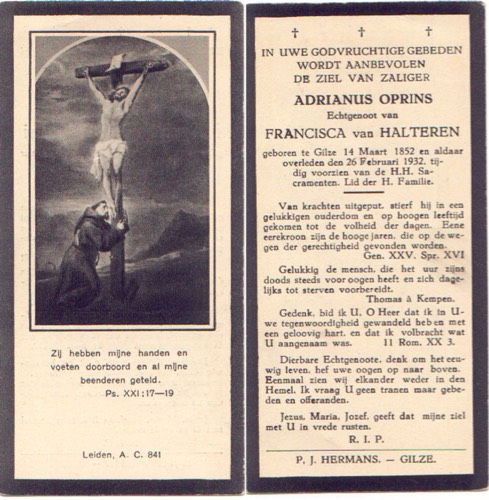 Zij hebben mijne handen en
voeten doorboord en al mijne
beenderen geteld.
Ps. XXI: 17—19
Leiden, A. C. 841
† † †
IN UWE GODVRUCHTIGE GEBEDEN
WORDT AANBEVOLEN
DE ZIEL VAN ZALIGER
ADRIANUS OPRINS
Echtgenoot van
FRANCISCA van HALTEREN
geboren te Gilze 14 Maart 1852 en aldaar
overleden den 26 Februari 1932, tij-
dig voorzien van de H.H. Sa-
cramenten. Lid der H. Familie.
Van krachten uitgeput, stierf hij in een
gelukkigen ouderdom en op hoogen leeftijd
gekomen tot de volheid der dagen. Eene
eerekroon zijn de hooge jaren, die op de we-
gen der gerechtigheid gevonden worden.
Gen. XXV. Spr. XVI
Gelukkig de mensch, die het uur zijns
doods steeds voor oogen heeft en zich dage-
lijks tot sterven voorbereidt.
Thomas à Kempen.
Gedenk, bid ik U, O Heer dat ik in U-
we tegenwoordigheid gewandeld heb en met
een geloovig hart, en dat ik volbracht wat
U aangenaam was. 11 Rom. XX 3.
Dierbare Echtgenoote, denk om het eeu-
wig leven, hef uwe oogen op naar boven.
Eenmaal zien wij elkander weder in den
Hemel. Ik vraag U geen tranen maar gebe-
den en offeranden.
Jezus, Maria, Jozef, geeft dat mijne ziel
met U in vrede rusten.
R. I. P.
P. J. HERMANS. — GILZE.